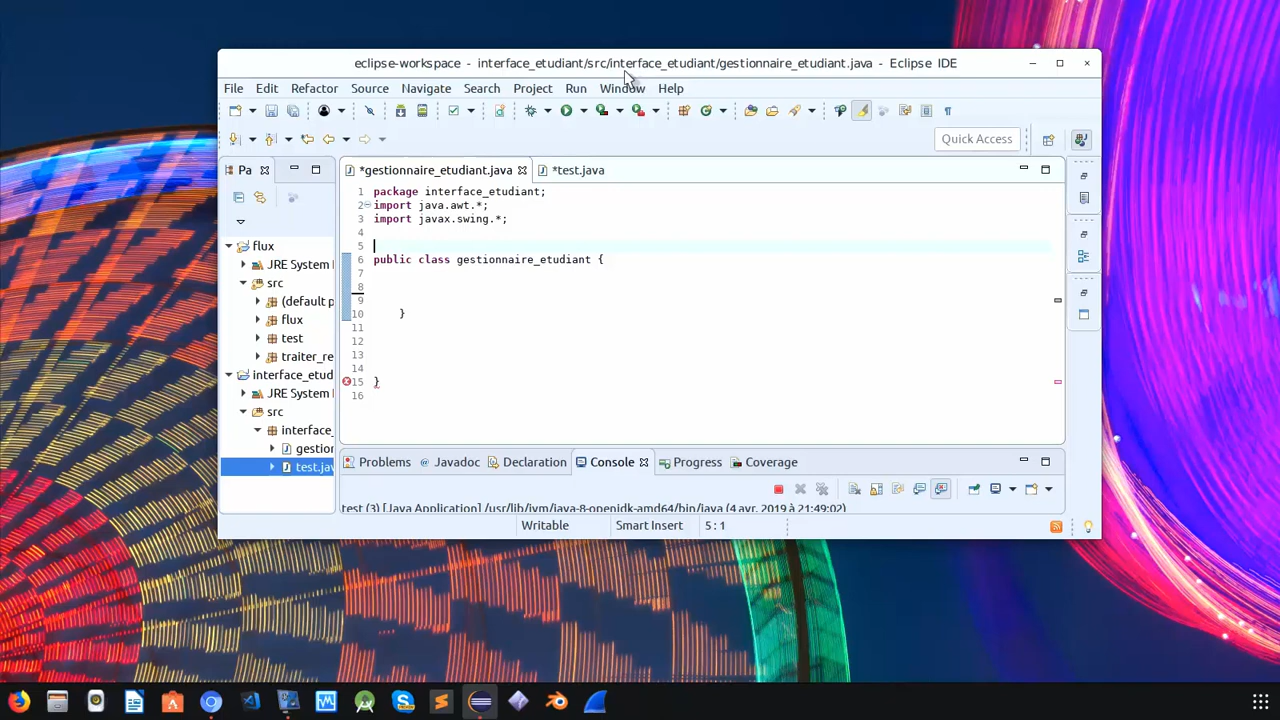 eclipse-workspace - interface_etudiant/src/interface_etudiant/gestionnaire_etudiant.java - Eclipse IDE
File Edit Refactor Source Navigate Search Project Run Window Help
Quick Access
Pa
*gestionnaire_etudiant.java
*test.java
flux
JRE System
src
(default p
flux
test
traiter_re
interface_etud
JRE System
src
interface_
gestion
test.jav
1 package interface_etudiant;
2 import java.awt.*;
3 import javax.swing.*;
4
5
6 public class gestionnaire_etudiant {
7
8
9
10 }
11
12
13
14
15 }
16
Problems Javadoc Declaration Console Progress Coverage
test (3) [Java Application] /usr/lib/jvm/java-8-openjdk-amd64/bin/java (4 avr. 2019 à 21:49:02)
Writable Smart Insert 5 : 1